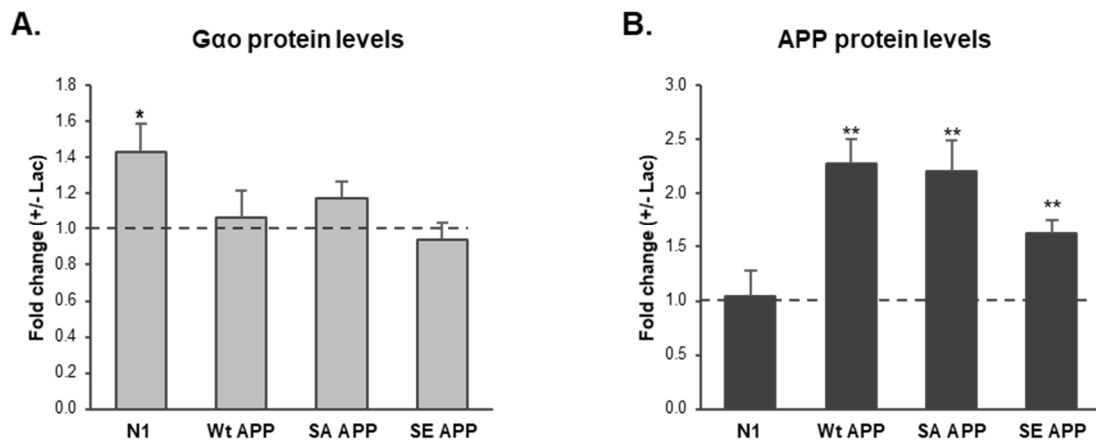 A.
Gαo protein levels
Fold change (+/- Lac)
1.8
1.6
1.4
1.2
1.0
0.8
0.6
0.4
0.2
0.0
*
N1 Wt APP SA APP SE APP
B.
APP protein levels
Fold change (+/- Lac)
3.0
2.5
2.0
1.5
1.0
0.5
0.0
** ** **
N1 Wt APP SA APP SE APP